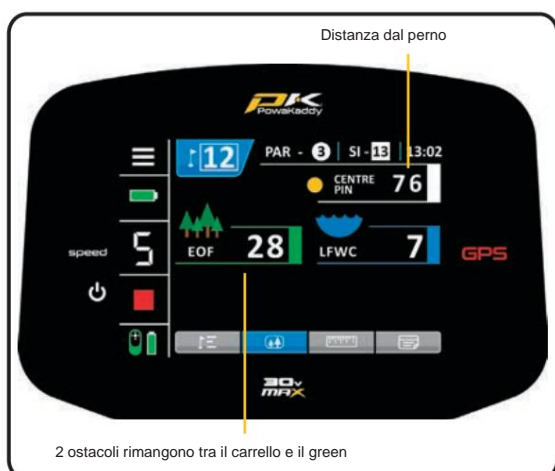 Distanza dal perno
PK
PowaKaddy
12 PAR - 3 SI - 13 13:02
CENTRE PIN 76
EOF 28 LFWC 7
speed 5 GPS
30v
MAX
2 ostacoli rimangono tra il carrello e il green